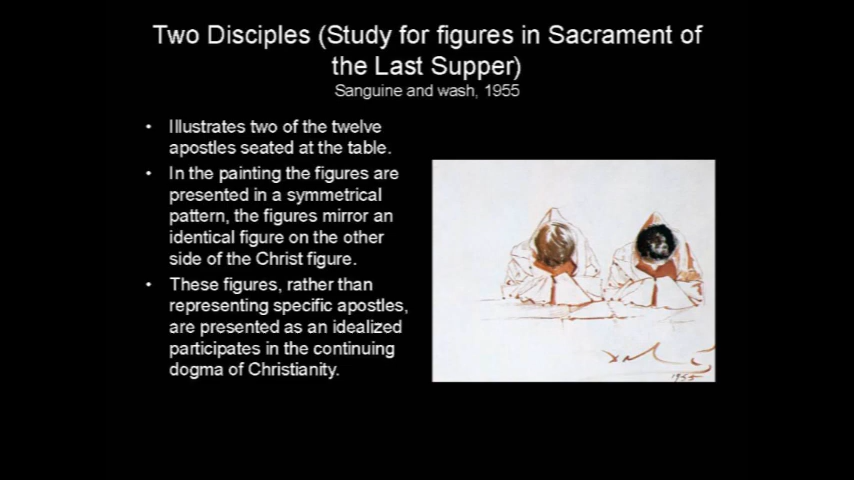 Two Disciples (Study for figures in Sacrament of
the Last Supper)
Sanguine and wash, 1955
• Illustrates two of the twelve
apostles seated at the table.
• In the painting the figures are
presented in a symmetrical
pattern, the figures mirror an
identical figure on the other
side of the Christ figure.
• These figures, rather than
representing specific apostles,
are presented as an idealized
participates in the continuing
dogma of Christianity.
1955